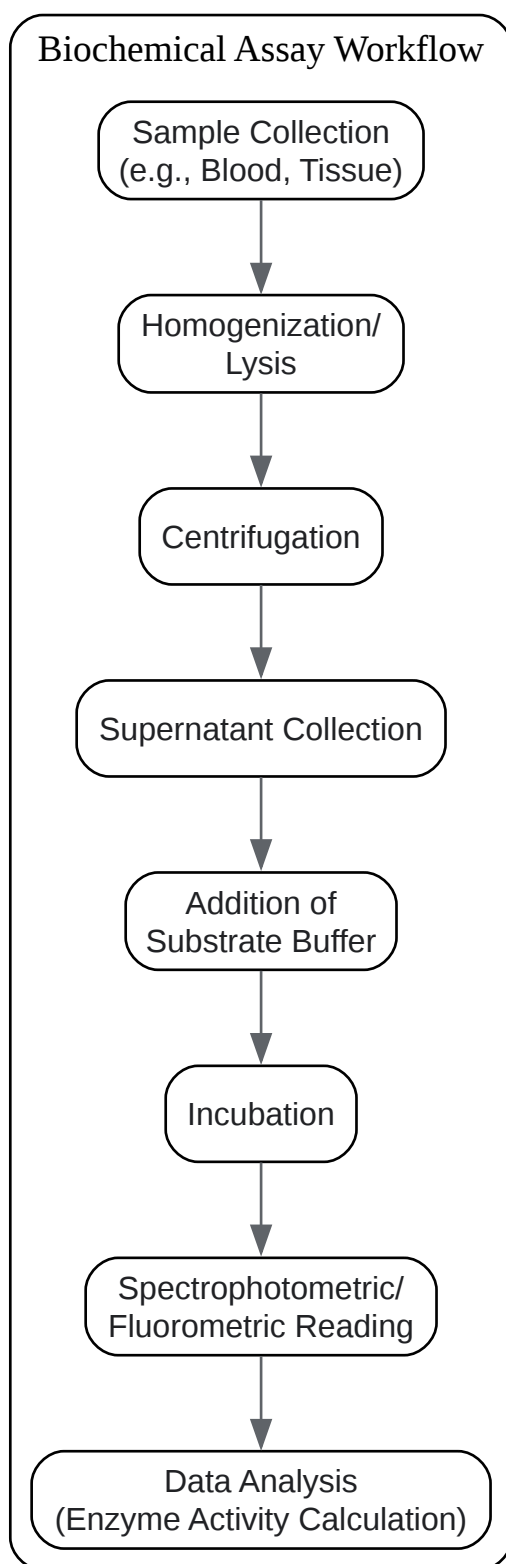 Biochemical Assay Workflow
Sample Collection
(e.g., Blood, Tissue)
Homogenization/
Lysis
Centrifugation
Supernatant Collection
Addition of
Substrate Buffer
Incubation
Spectrophotometric/
Fluorometric Reading
Data Analysis
(Enzyme Activity Calculation)